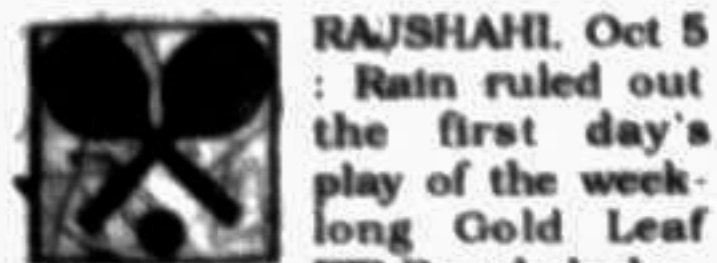 RAJSHAHI, Oct 5
: Rain ruled out
the first day's
play of the week-
long Gold Leaf